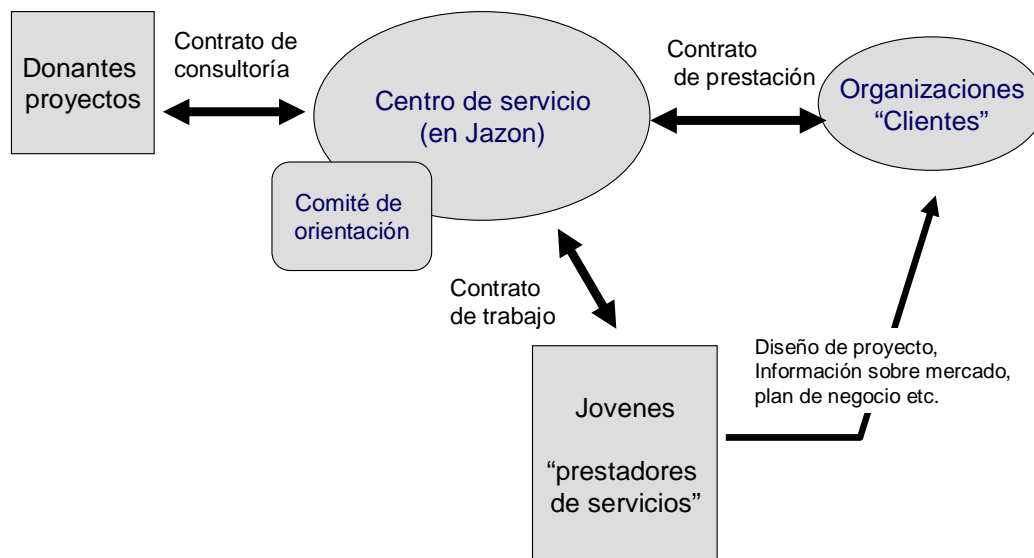 Donantes
proyectos
Contrato de
consultoría
Centro de servicio
(en Jazon)
Contrato
de prestación
Organizaciones
“Clientes”
Comité de
orientación
Contrato
de trabajo
Jovenes
“prestadores
de servicios”
Diseño de proyecto,
Información sobre mercado,
plan de negocio etc.